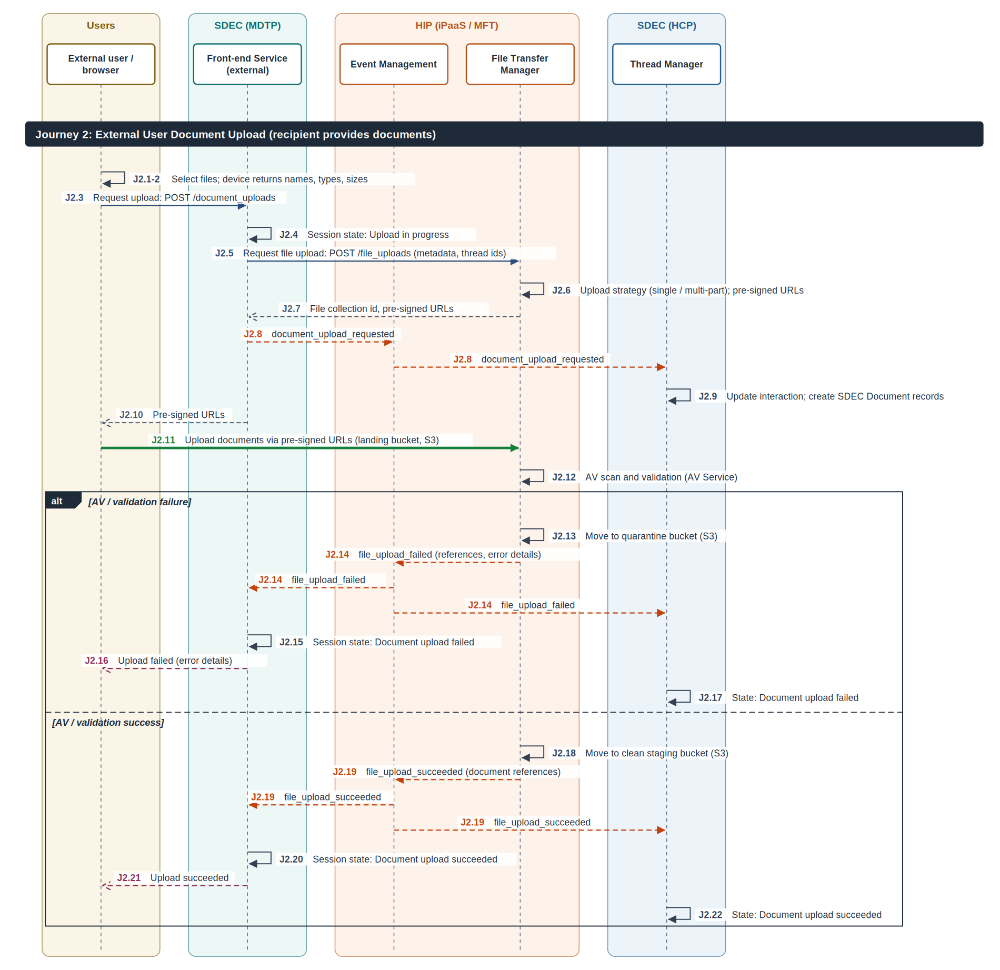 Users
SDEC (MDTP)
HIP (iPaaS / MFT)
SDEC (HCP)
External user /
browser
Front-end Service
(external)
Event Management
File Transfer
Manager
Thread Manager
Journey 2: External User Document Upload (recipient provides documents)
J2.1-2 Select files; device returns names, types, sizes
J2.3 Request upload: POST /document_uploads
J2.4 Session state: Upload in progress
J2.5 Request file upload: POST /file_uploads (metadata, thread ids)
J2.6 Upload strategy (single / multi-part); pre-signed URLs
J2.7 File collection id, pre-signed URLs
J2.8 document_upload_requested
J2.8 document_upload_requested
J2.9 Update interaction; create SDEC Document records
J2.10 Pre-signed URLs
J2.11 Upload documents via pre-signed URLs (landing bucket, S3)
J2.12 AV scan and validation (AV Service)
alt [AV / validation failure]
J2.13 Move to quarantine bucket (S3)
J2.14 file_upload_failed (references, error details)
J2.14 file_upload_failed
J2.14 file_upload_failed
J2.15 Session state: Document upload failed
J2.16 Upload failed (error details)
J2.17 State: Document upload failed
[AV / validation success]
J2.18 Move to clean staging bucket (S3)
J2.19 file_upload_succeeded (document references)
J2.19 file_upload_succeeded
J2.19 file_upload_succeeded
J2.20 Session state: Document upload succeeded
J2.21 Upload succeeded
J2.22 State: Document upload succeeded